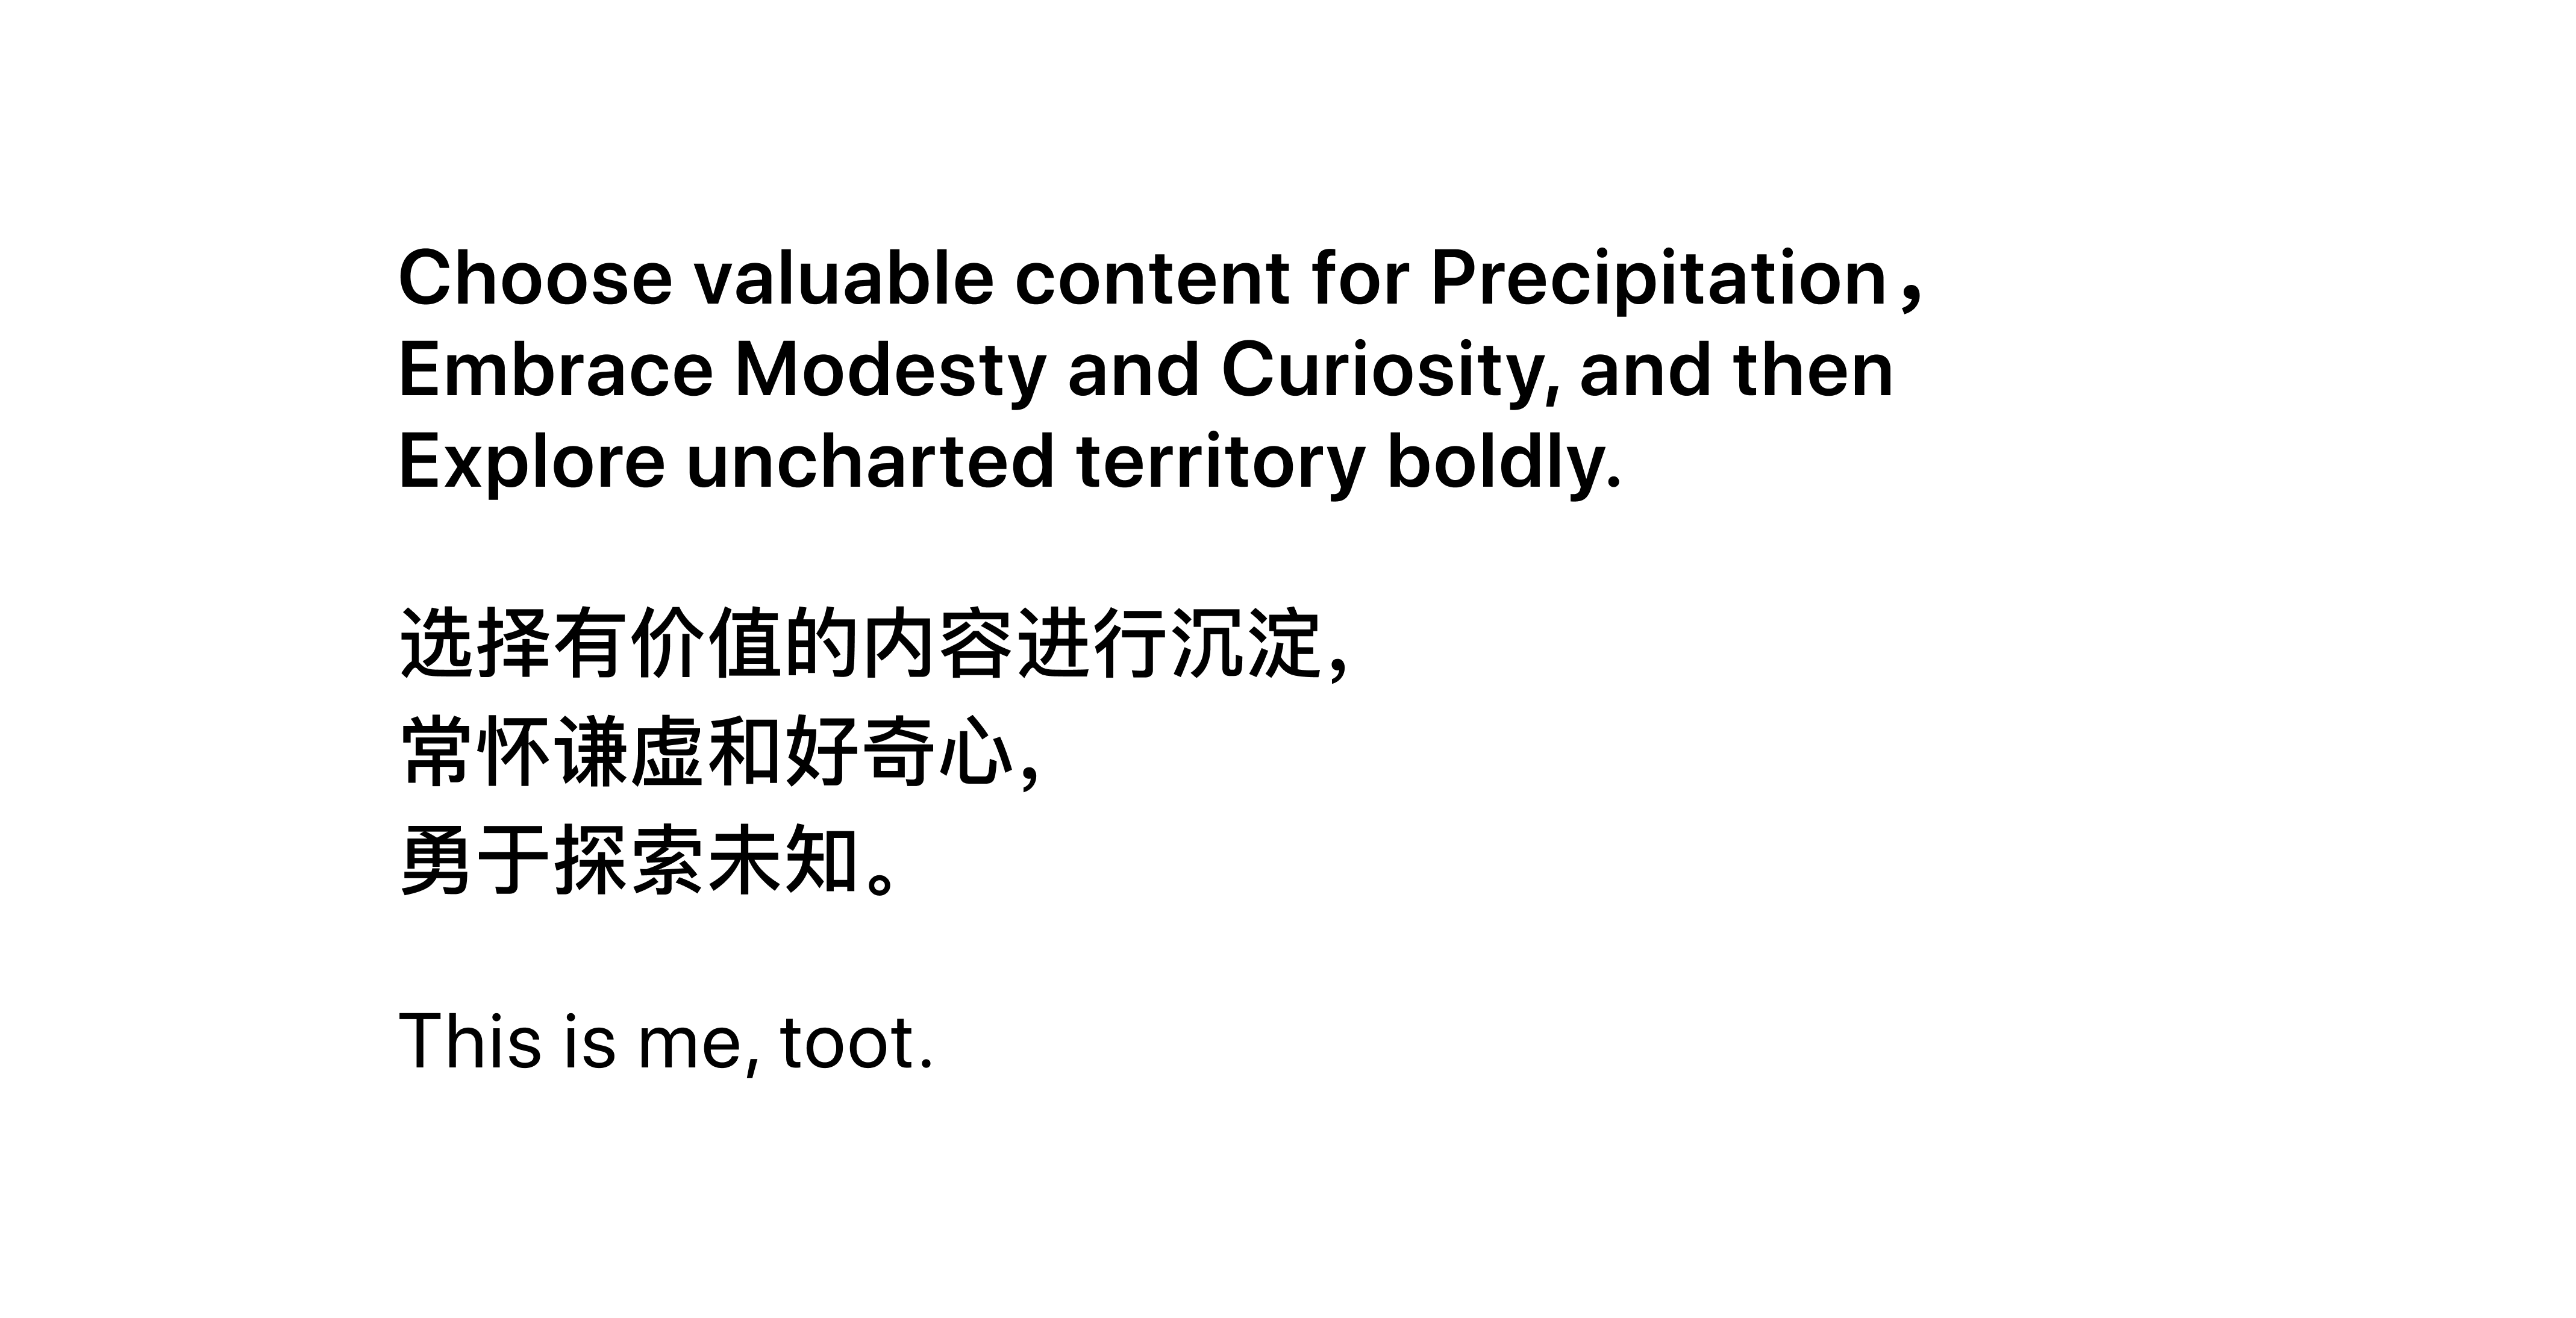 Choose valuable content for Precipitation，
Embrace Modesty and Curiosity, and then
Explore uncharted territory boldly.
选择有价值的内容进行沉淀，
常怀谦虚和好奇心，
勇于探索未知。
This is me, toot.